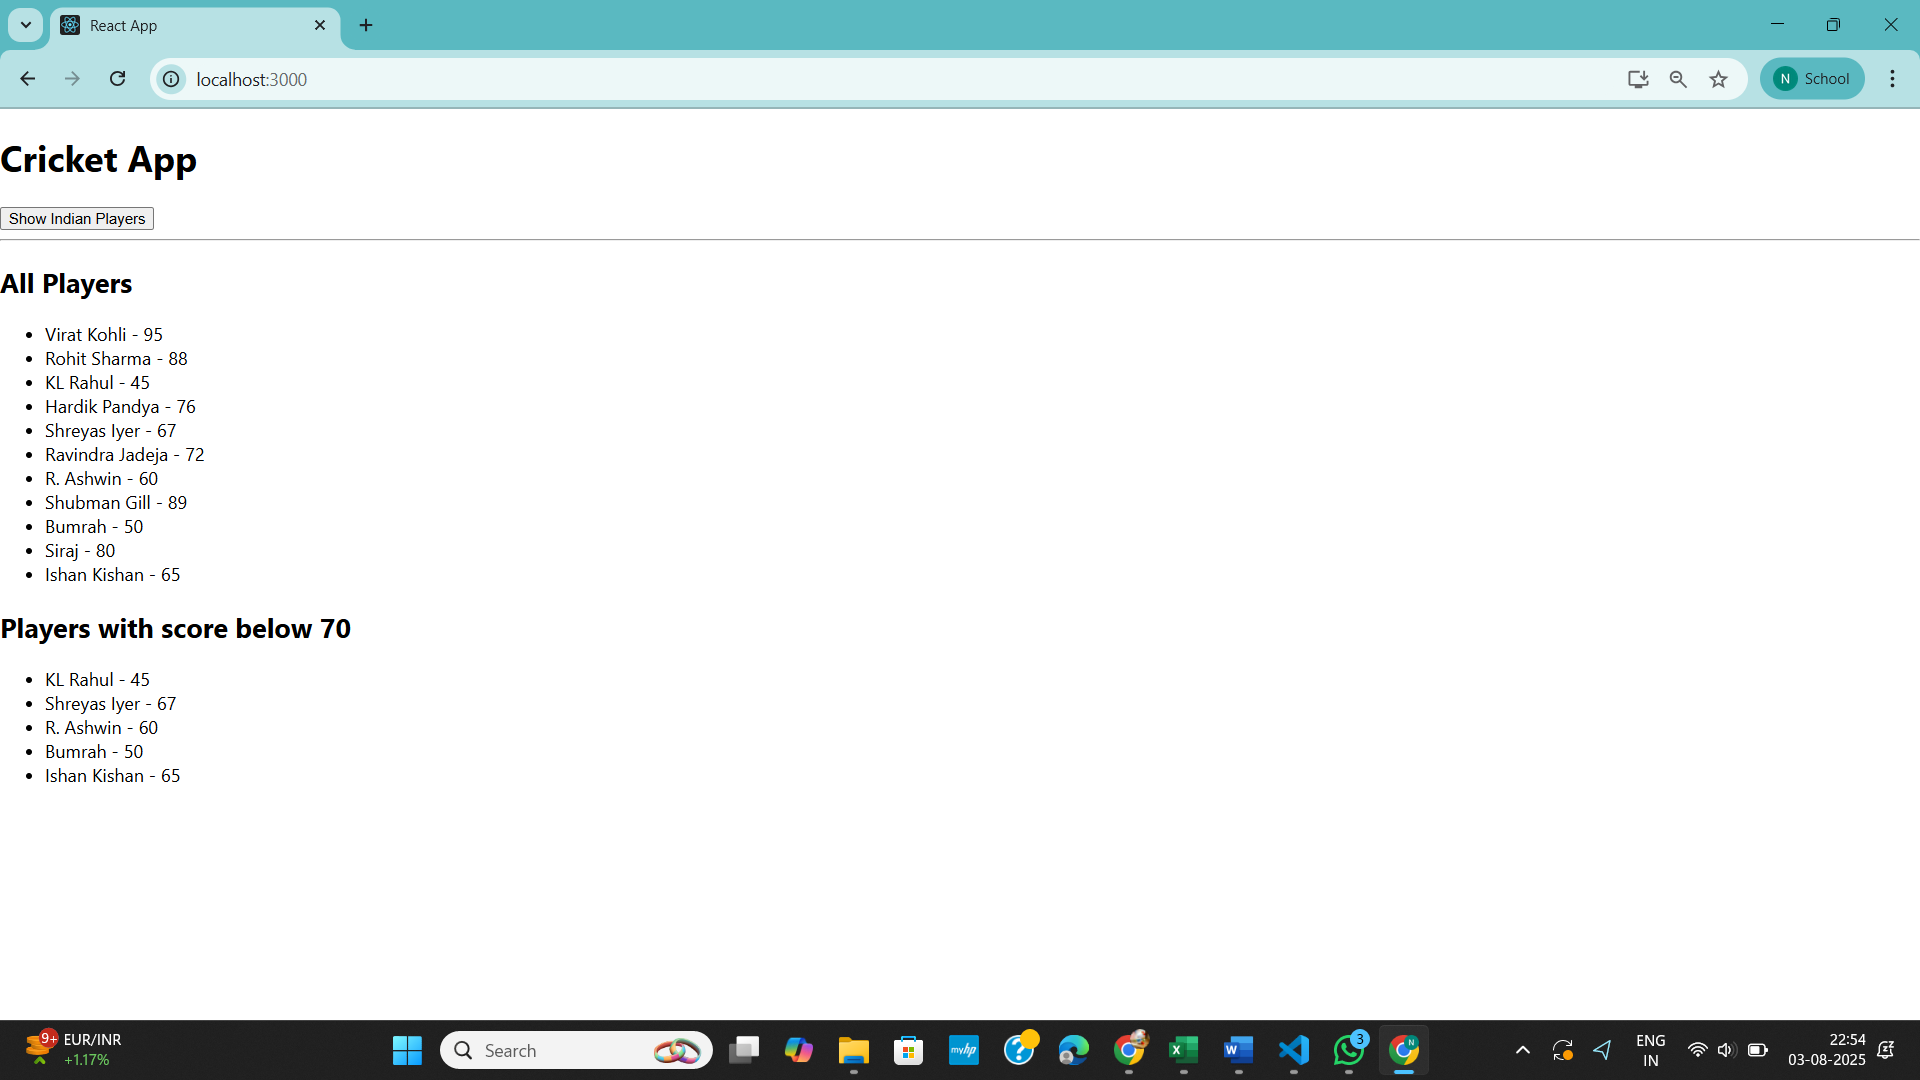 React App
localhost:3000
N School
Cricket App
Show Indian Players
All Players
Virat Kohli - 95
Rohit Sharma - 88
KL Rahul - 45
Hardik Pandya - 76
Shreyas Iyer - 67
Ravindra Jadeja - 72
R. Ashwin - 60
Shubman Gill - 89
Bumrah - 50
Siraj - 80
Ishan Kishan - 65
Players with score below 70
KL Rahul - 45
Shreyas Iyer - 67
R. Ashwin - 60
Bumrah - 50
Ishan Kishan - 65
9+ EUR/INR
+1.17%
Search
myhp
3
N
ENG
IN
22:54
03-08-2025